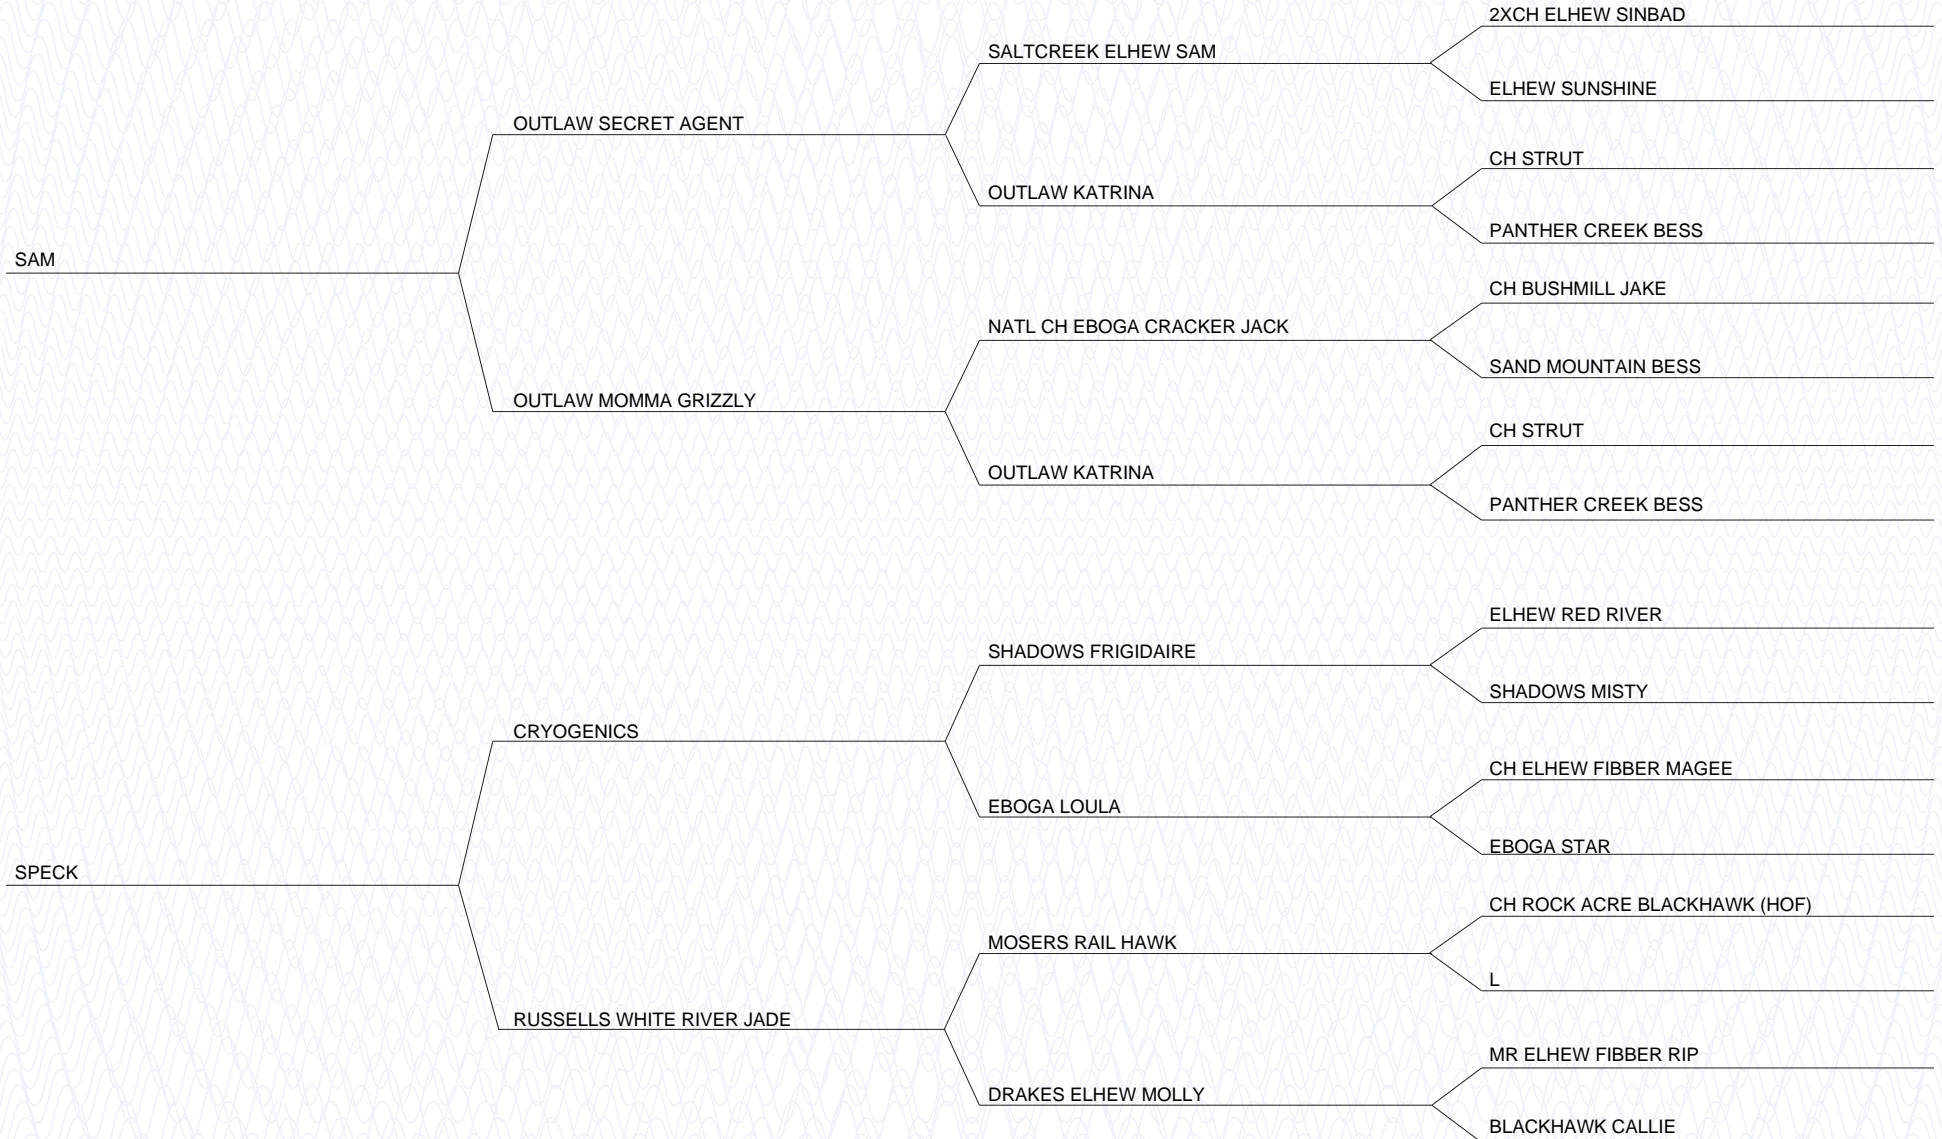 2XCH ELHEW SINBAD
SALTCREEK ELHEW SAM
ELHEW SUNSHINE
OUTLAW SECRET AGENT
CH STRUT
OUTLAW KATRINA
PANTHER CREEK BESS
SAM
CH BUSHMILL JAKE
NATL CH EBOGA CRACKER JACK
SAND MOUNTAIN BESS
OUTLAW MOMMA GRIZZLY
CH STRUT
OUTLAW KATRINA
PANTHER CREEK BESS
ELHEW RED RIVER
SHADOWS FRIGIDAIRE
SHADOWS MISTY
CRYOGENICS
CH ELHEW FIBBER MAGEE
EBOGA LOULA
EBOGA STAR
SPECK
CH ROCK ACRE BLACKHAWK (HOF)
MOSERS RAIL HAWK
L
RUSSELLS WHITE RIVER JADE
MR ELHEW FIBBER RIP
DRAKES ELHEW MOLLY
BLACKHAWK CALLIE